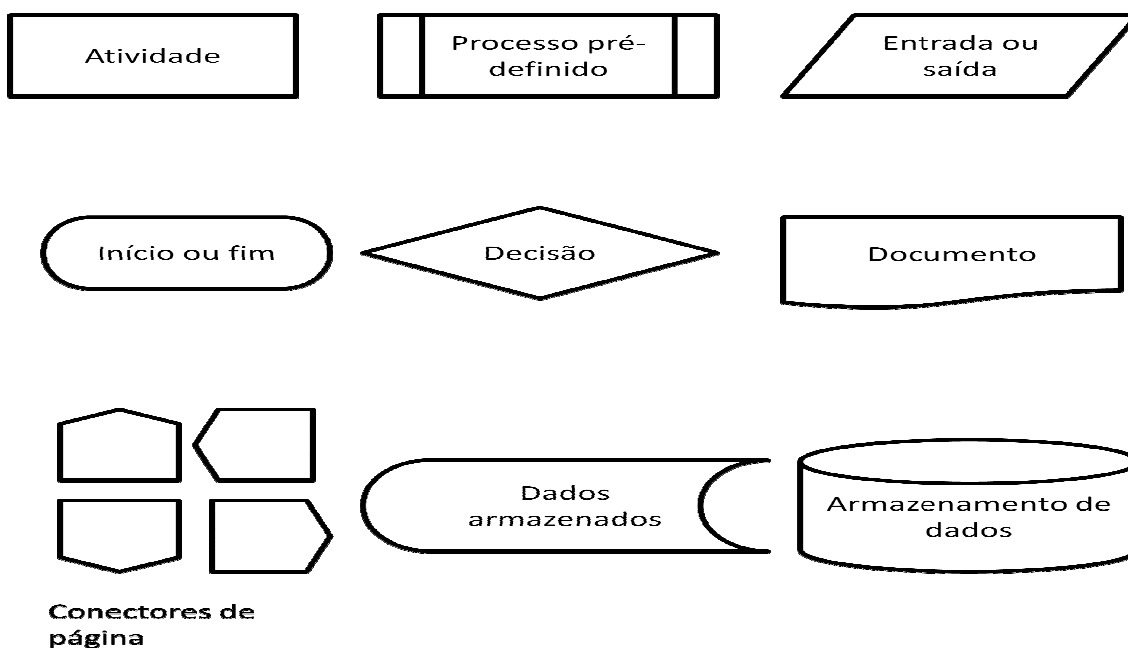 Atividade
Processo pré-
definido
Entrada ou
saída
Início ou fim
Decisão
Documento
Dados
armazenados
Armazenamento de
dados
Conectores de
página